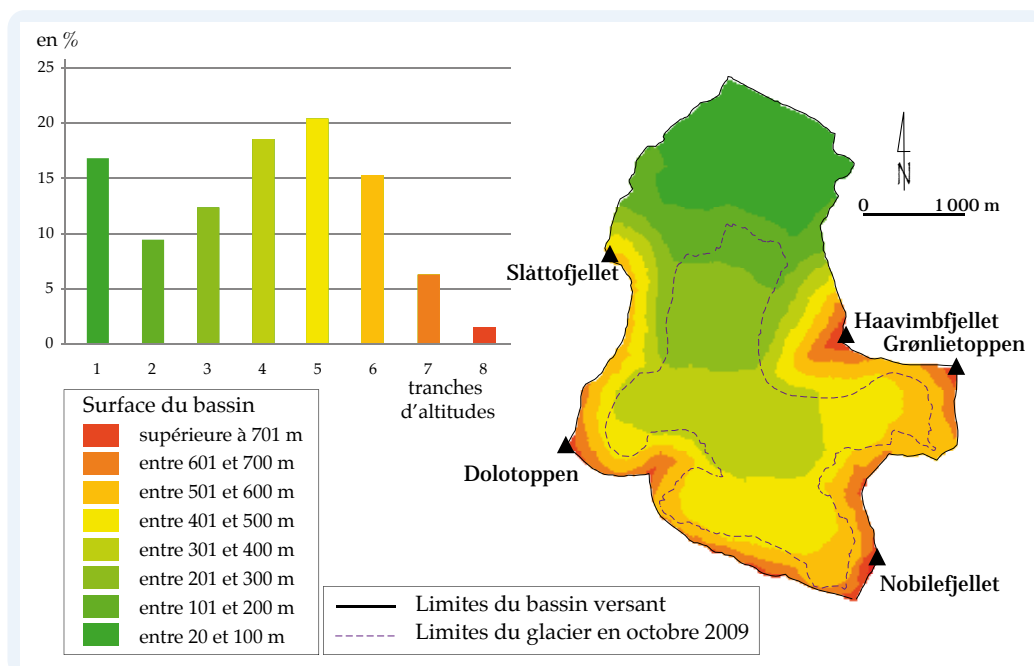 en %
25
20
15
10
5
0
1 2 3 4 5 6 7 8
tranches
d'altitudes
Surface du bassin
supérieure à 701 m
entre 601 et 700 m
entre 501 et 600 m
entre 401 et 500 m
entre 301 et 400 m
entre 201 et 300 m
entre 101 et 200 m
entre 20 et 100 m
N
0 1 000 m
Slåttofjellet
Haavimbfjellet
Grønlietoppen
Dolotoppen
Nobilefjellet
Limites du bassin versant
Limites du glacier en octobre 2009